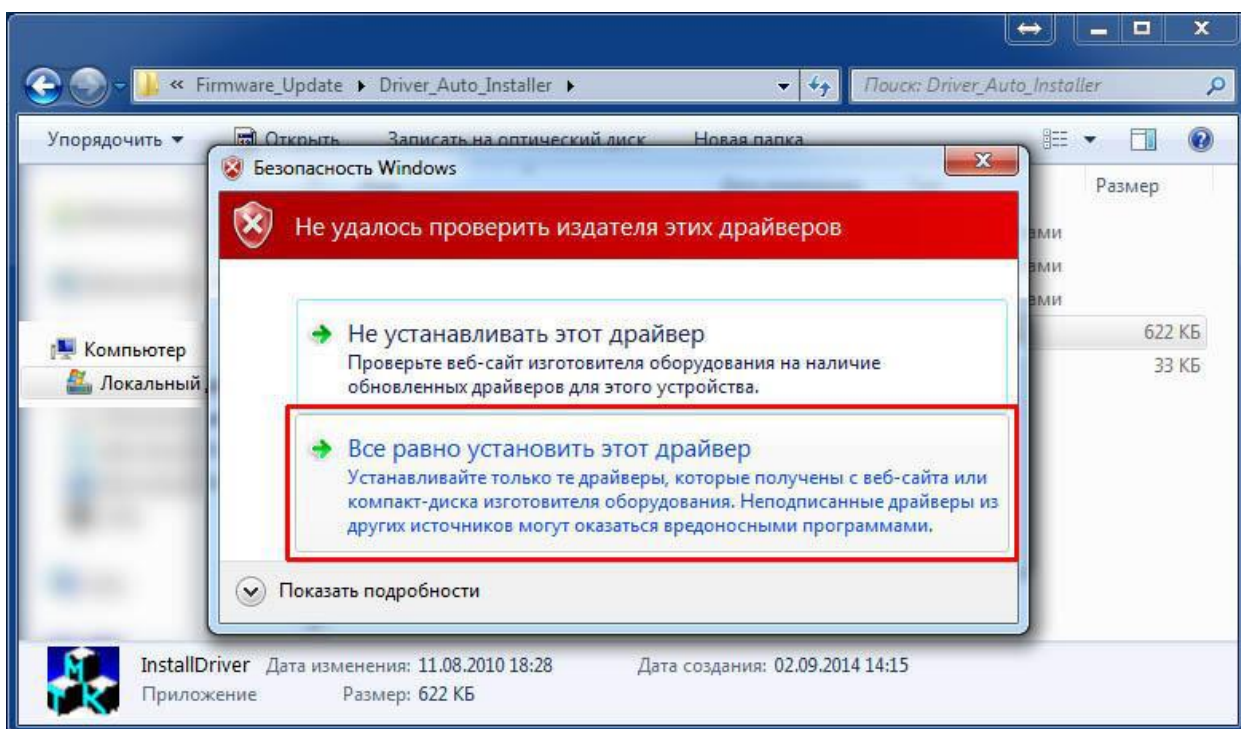 « Firmware_Update ▸ Driver_Auto_Installer ▸
Поиск: Driver_Auto_Installer
Упорядочить
Открыть
Записать на оптический диск
Новая папка
Размер
Безопасность Windows
Не удалось проверить издателя этих драйверов
Не устанавливать этот драйвер
Проверьте веб-сайт изготовителя оборудования на наличие
обновленных драйверов для этого устройства.
Все равно установить этот драйвер
Устанавливайте только те драйверы, которые получены с веб-сайта или
компакт-диска изготовителя оборудования. Неподписанные драйверы из
других источников могут оказаться вредоносными программами.
Показать подробности
Компьютер
Локальный
622 КБ
33 КБ
MTK
InstallDriver Дата изменения: 11.08.2010 18:28 Дата создания: 02.09.2014 14:15
Приложение Размер: 622 КБ